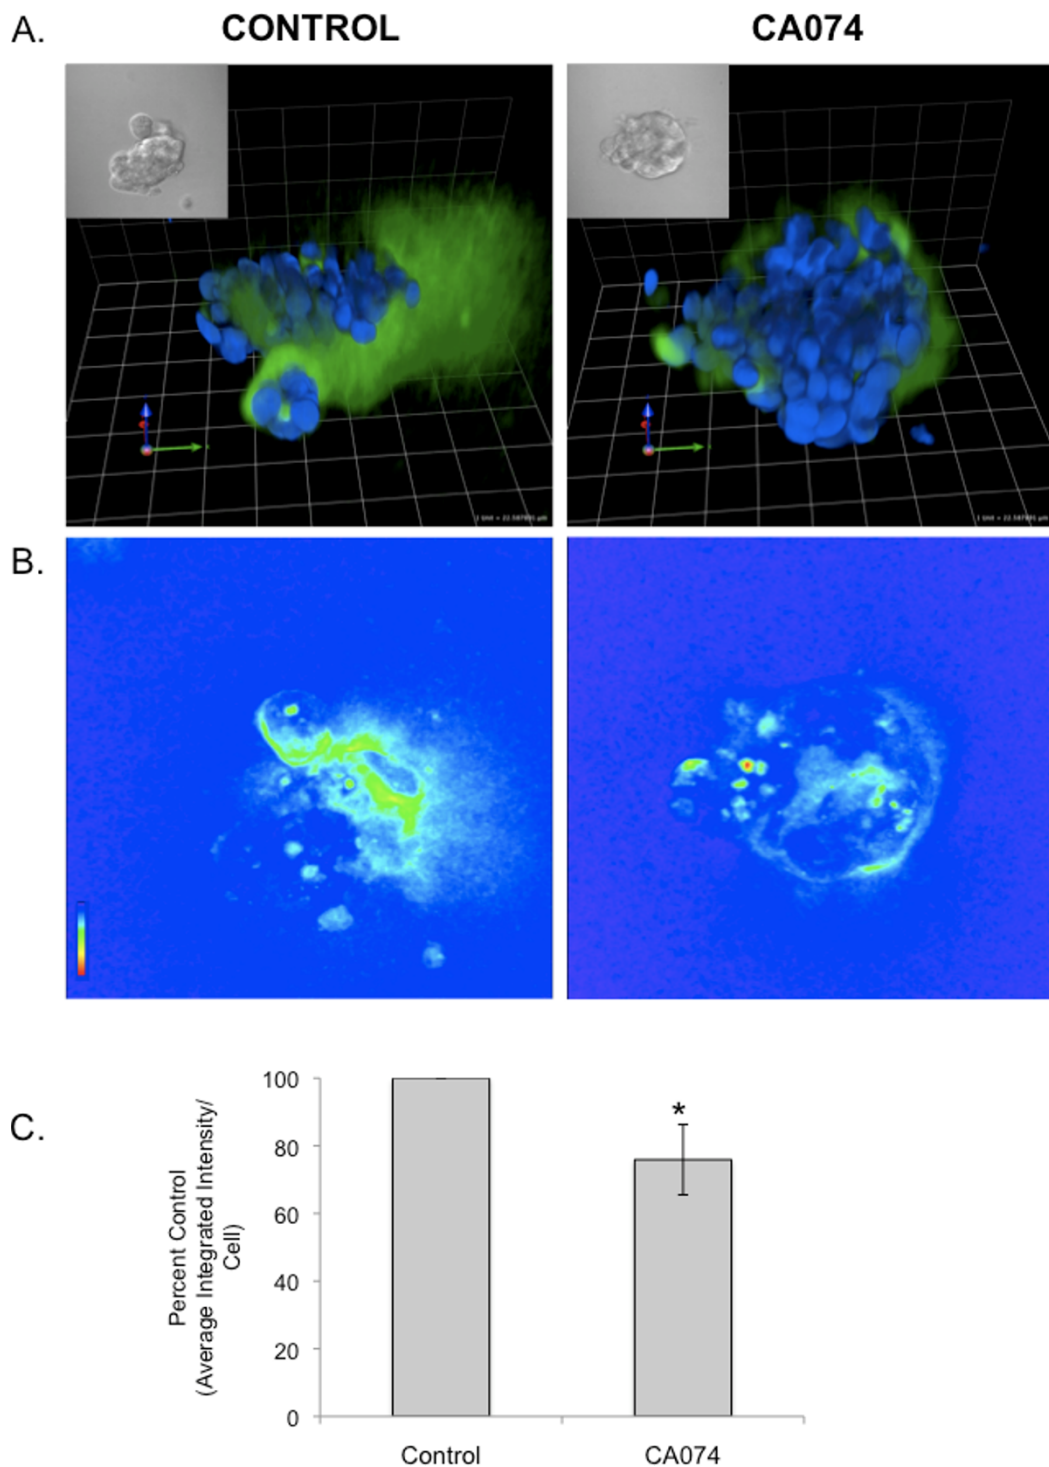 A.
CONTROL
CA074
B.
C.
Percent Control
(Average Integrated Intensity/
Cell)
100
80
60
40
20
0
*
Control
CA074